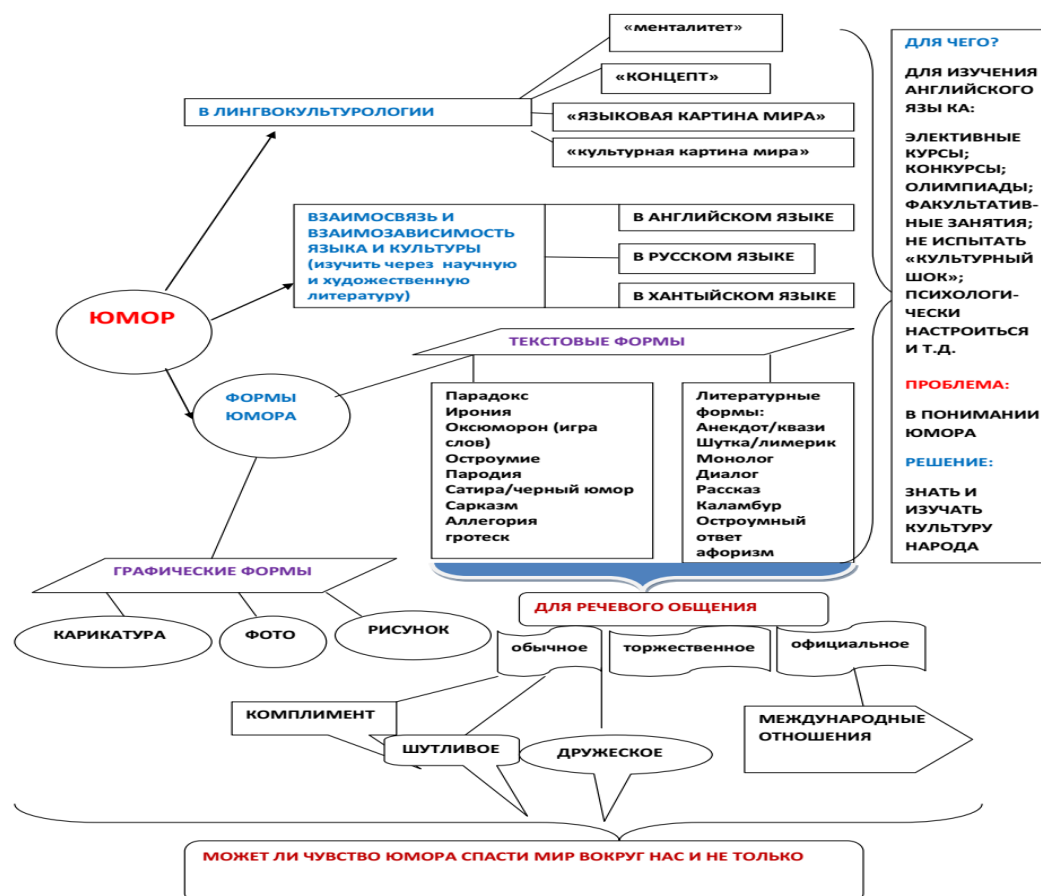 «менталитет»
«КОНЦЕПТ»
В ЛИНГВОКУЛЬТУРОЛОГИИ
«ЯЗЫКОВАЯ КАРТИНА МИРА»
«культурная картина мира»
ВЗАИМОСВЯЗЬ И
ВЗАИМОЗАВИСИМОСТЬ
ЯЗЫКА И КУЛЬТУРЫ
(изучить через научную
и художественную
литературу)
В АНГЛИЙСКОМ ЯЗЫКЕ
В РУССКОМ ЯЗЫКЕ
В ХАНТЫЙСКОМ ЯЗЫКЕ
ЮМОР
ФОРМЫ
ЮМОРА
ТЕКСТОВЫЕ ФОРМЫ
Парадокс
Ирония
Оксюморон (игра
слов)
Остроумие
Пародия
Сатира/черный юмор
Сарказм
Аллегория
гротеск
Литературные
формы:
Анекдот/квази
Шутка/лимерик
Монолог
Диалог
Рассказ
Каламбур
Остроумный
ответ
афоризм
ДЛЯ ЧЕГО?
ДЛЯ ИЗУЧЕНИЯ
АНГЛИЙСКОГО
ЯЗЫ КА:
ЭЛЕКТИВНЫЕ
КУРСЫ;
КОНКУРСЫ;
ОЛИМПИАДЫ;
ФАКУЛЬТАТИВ-
НЫЕ ЗАНЯТИЯ;
НЕ ИСПЫТАТЬ
«КУЛЬТУРНЫЙ
ШОК»;
ПСИХОЛОГИ-
ЧЕСКИ
НАСТРОИТЬСЯ
И Т.Д.
ПРОБЛЕМА:
В ПОНИМАНИИ
ЮМОРА
РЕШЕНИЕ:
ЗНАТЬ И
ИЗУЧАТЬ
КУЛЬТУРУ
НАРОДА
ГРАФИЧЕСКИЕ ФОРМЫ
КАРИКАТУРА
ФОТО
РИСУНОК
ДЛЯ РЕЧЕВОГО ОБЩЕНИЯ
обычное
торжественное
официальное
КОМПЛИМЕНТ
ШУТЛИВОЕ
ДРУЖЕСКОЕ
МЕЖДУНАРОДНЫЕ
ОТНОШЕНИЯ
МОЖЕТ ЛИ ЧУВСТВО ЮМОРА СПАСТИ МИР ВОКРУГ НАС И НЕ ТОЛЬКО